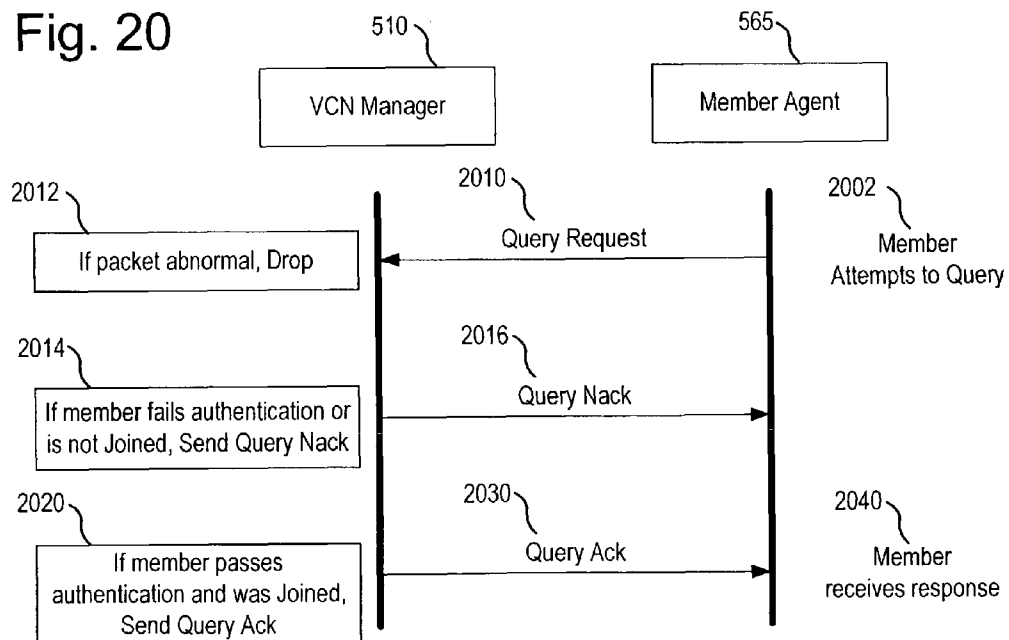 Fig. 20
510
565
VCN Manager
Member Agent
2012
2010
2002
If packet abnormal, Drop
Query Request
Member
Attempts to Query
2014
2016
If member fails authentication or
is not Joined, Send Query Nack
Query Nack
2020
2030
2040
If member passes
authentication and was Joined,
Send Query Ack
Query Ack
Member
receives response